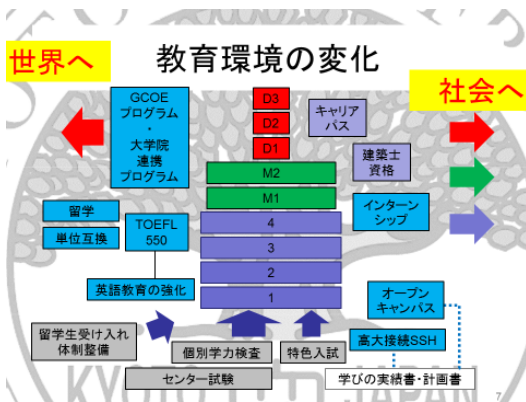 教育環境の変化
世界へ
社会へ
GCOE
プログラム
・
大学院
連携
プログラム
D3
D2
D1
キャリア
パス
建築士
資格
M2
M1
インターン
シップ
留学
単位互換
TOEFL
550
4
3
2
1
英語教育の強化
オープン
キャンパス
留学生受け入れ
体制整備
個別学力検査
特色入試
高大接続SSH
センター試験
学びの実績書・計画書
7